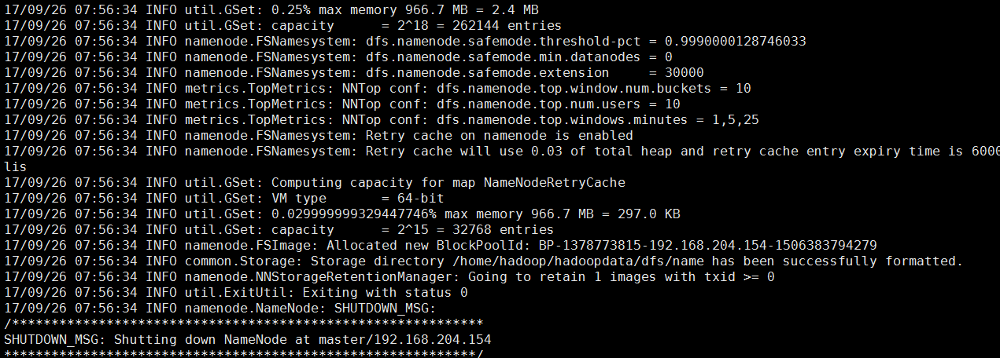 17/09/26 07:56:34 INFO util.GSet: 0.25% max memory 966.7 MB = 2.4 MB
17/09/26 07:56:34 INFO util.GSet: capacity      = 2^18 = 262144 entries
17/09/26 07:56:34 INFO namenode.FSNamesystem: dfs.namenode.safemode.threshold-pct = 0.9990000128746033
17/09/26 07:56:34 INFO namenode.FSNamesystem: dfs.namenode.safemode.min.datanodes = 0
17/09/26 07:56:34 INFO namenode.FSNamesystem: dfs.namenode.safemode.extension     = 30000
17/09/26 07:56:34 INFO metrics.TopMetrics: NNTop conf: dfs.namenode.top.window.num.buckets = 10
17/09/26 07:56:34 INFO metrics.TopMetrics: NNTop conf: dfs.namenode.top.num.users = 10
17/09/26 07:56:34 INFO metrics.TopMetrics: NNTop conf: dfs.namenode.top.windows.minutes = 1,5,25
17/09/26 07:56:34 INFO namenode.FSNamesystem: Retry cache on namenode is enabled
17/09/26 07:56:34 INFO namenode.FSNamesystem: Retry cache will use 0.03 of total heap and retry cache entry expiry time is 6000
lis
17/09/26 07:56:34 INFO util.GSet: Computing capacity for map NameNodeRetryCache
17/09/26 07:56:34 INFO util.GSet: VM type       = 64-bit
17/09/26 07:56:34 INFO util.GSet: 0.029999999329447746% max memory 966.7 MB = 297.0 KB
17/09/26 07:56:34 INFO util.GSet: capacity      = 2^15 = 32768 entries
17/09/26 07:56:34 INFO namenode.FSImage: Allocated new BlockPoolId: BP-1378773815-192.168.204.154-1506383794279
17/09/26 07:56:34 INFO common.Storage: Storage directory /home/hadoop/hadoopdata/dfs/name has been successfully formatted.
17/09/26 07:56:34 INFO namenode.NNStorageRetentionManager: Going to retain 1 images with txid >= 0
17/09/26 07:56:34 INFO util.ExitUtil: Exiting with status 0
17/09/26 07:56:34 INFO namenode.NameNode: SHUTDOWN_MSG:
/************************************************************
SHUTDOWN_MSG: Shutting down NameNode at master/192.168.204.154
************************************************************/